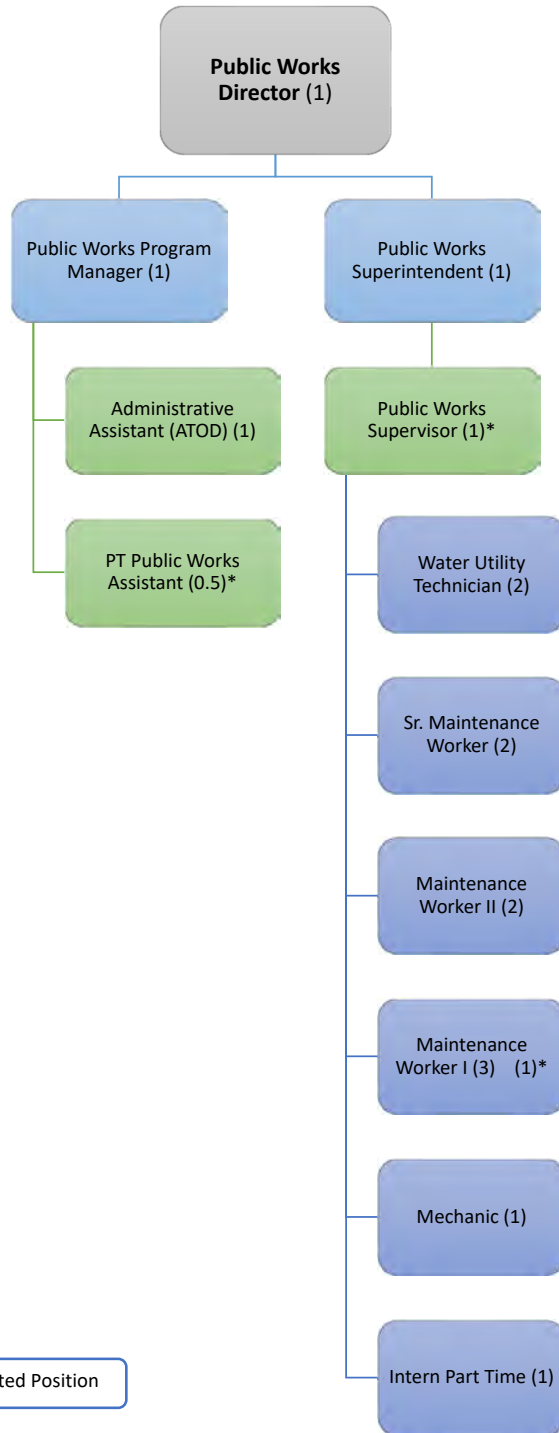 Public Works
Director (1)
Public Works Program
Manager (1)
Public Works
Superintendent (1)
Administrative
Assistant (ATOD) (1)
Public Works
Supervisor (1)*
PT Public Works
Assistant (0.5)*
Water Utility
Technician (2)
Sr. Maintenance
Worker (2)
Maintenance
Worker II (2)
Maintenance
Worker I (3) (1)*
Mechanic (1)
Intern Part Time (1)
Position